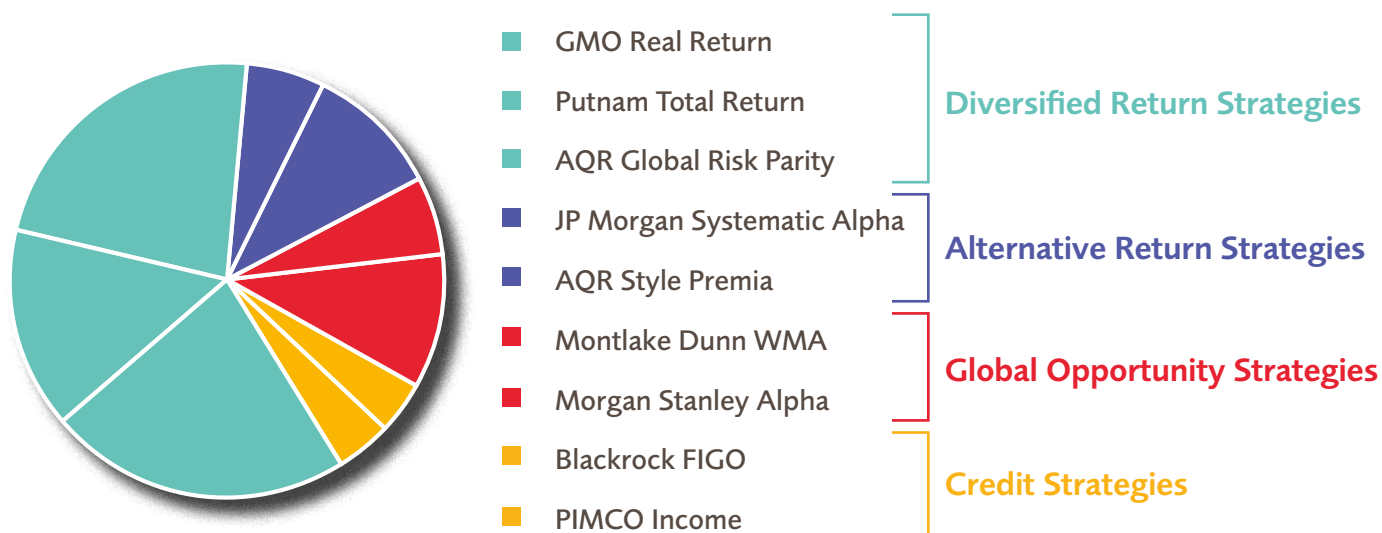 GMO Real Return
Putnam Total Return
AQR Global Risk Parity
Diversified Return Strategies
JP Morgan Systematic Alpha
AQR Style Premia
Alternative Return Strategies
Montlake Dunn WMA
Morgan Stanley Alpha
Global Opportunity Strategies
Blackrock FIGO
PIMCO Income
Credit Strategies